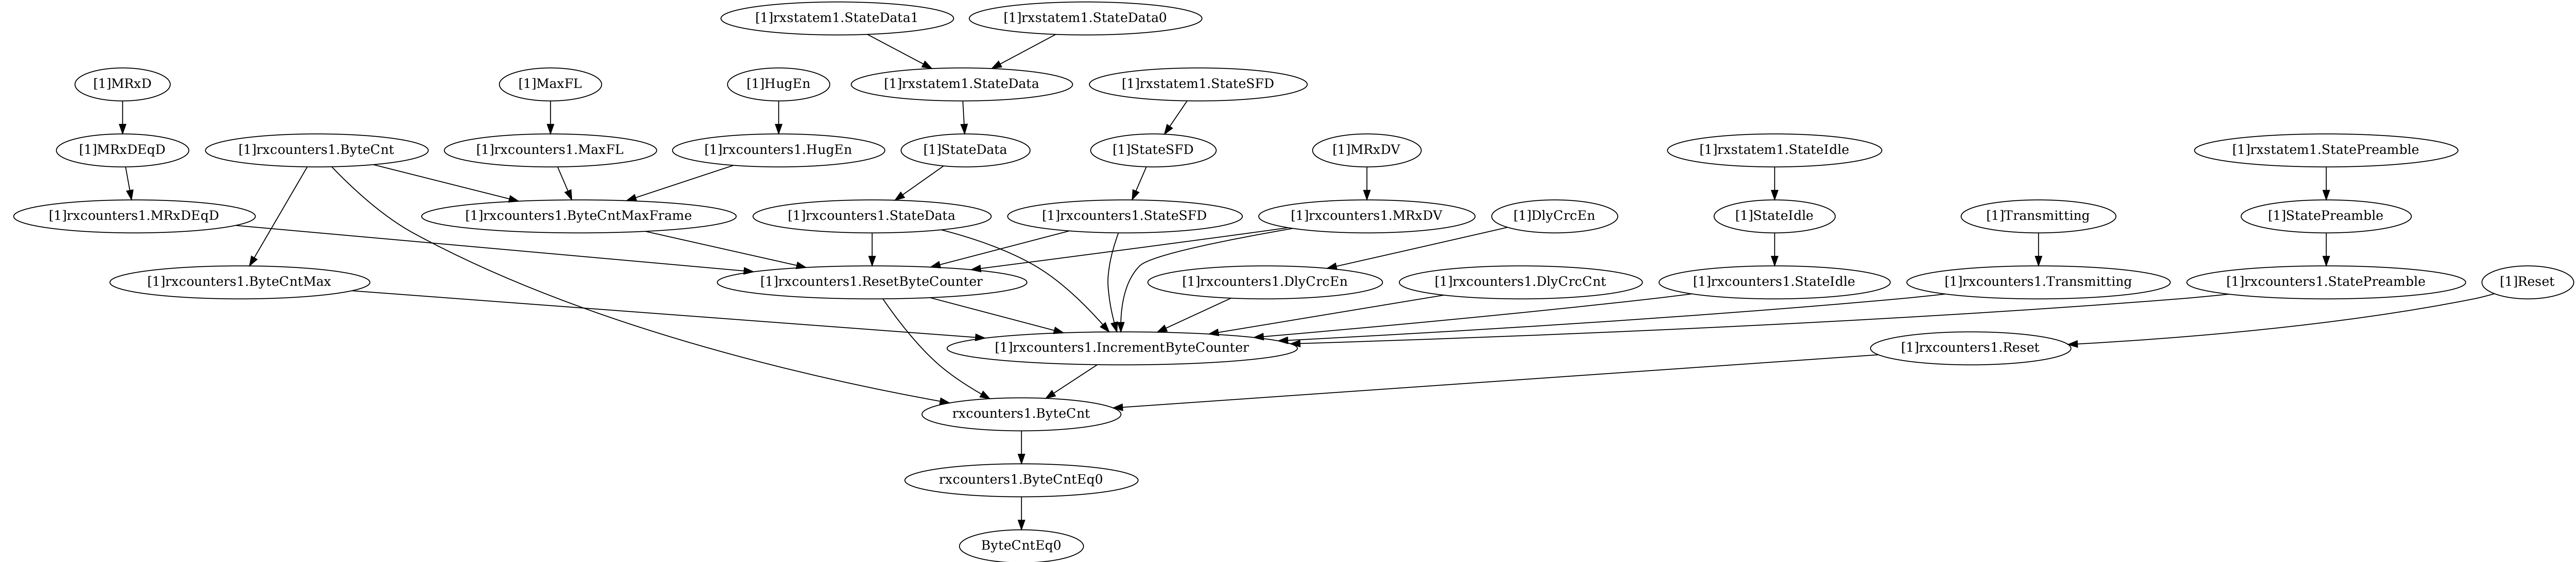 [1]rxstatem1.StateData1
[1]rxstatem1.StateData0
[1]MRxD
[1]MaxFL
[1]HugEn
[1]rxstatem1.StateData
[1]rxstatem1.StateSFD
[1]MRxDEqD
[1]rxcounters1.ByteCnt
[1]rxcounters1.MaxFL
[1]rxcounters1.HugEn
[1]StateData
[1]StateSFD
[1]MRxDV
[1]rxstatem1.StateIdle
[1]rxstatem1.StatePreamble
[1]rxcounters1.MRxDEqD
[1]rxcounters1.ByteCntMaxFrame
[1]rxcounters1.StateData
[1]rxcounters1.StateSFD
[1]rxcounters1.MRxDV
[1]DlyCrcEn
[1]StateIdle
[1]Transmitting
[1]StatePreamble
[1]rxcounters1.ByteCntMax
[1]rxcounters1.ResetByteCounter
[1]rxcounters1.DlyCrcEn
[1]rxcounters1.DlyCrcCnt
[1]rxcounters1.StateIdle
[1]rxcounters1.Transmitting
[1]rxcounters1.StatePreamble
[1]Reset
[1]rxcounters1.IncrementByteCounter
[1]rxcounters1.Reset
rxcounters1.ByteCnt
rxcounters1.ByteCntEq0
ByteCntEq0